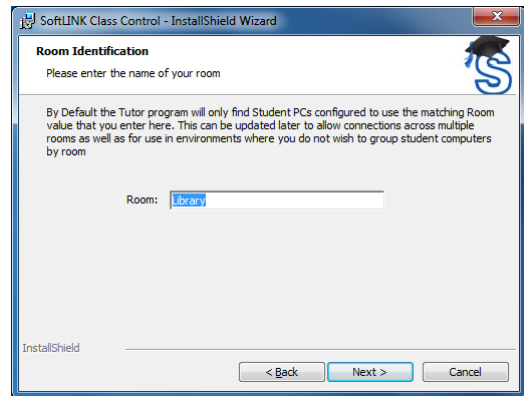 SoftLINK Class Control - InstallShield Wizard
Room Identification
Please enter the name of your room
By Default the Tutor program will only find Student PCs configured to use the matching Room
value that you enter here. This can be updated later to allow connections across multiple
rooms as well as for use in environments where you do not wish to group student computers
by room
Room: Library
InstallShield
< Back Next > Cancel